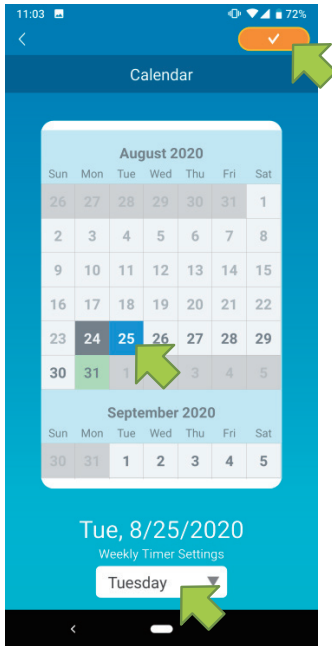 11:03 72%
Calendar
August 2020
Sun Mon Tue Wed Thu Fri Sat
26 27 28 29 30 31 1
2 3 4 5 6 7 8
9 10 11 12 13 14 15
16 17 18 19 20 21 22
23 24 25 26 27 28 29
30 31 1 3 4 5
September 2020
Sun Mon Tue Wed Thu Fri Sat
30 31 1 2 3 4 5
Tue, 8/25/2020
Weekly Timer Settings
Tuesday